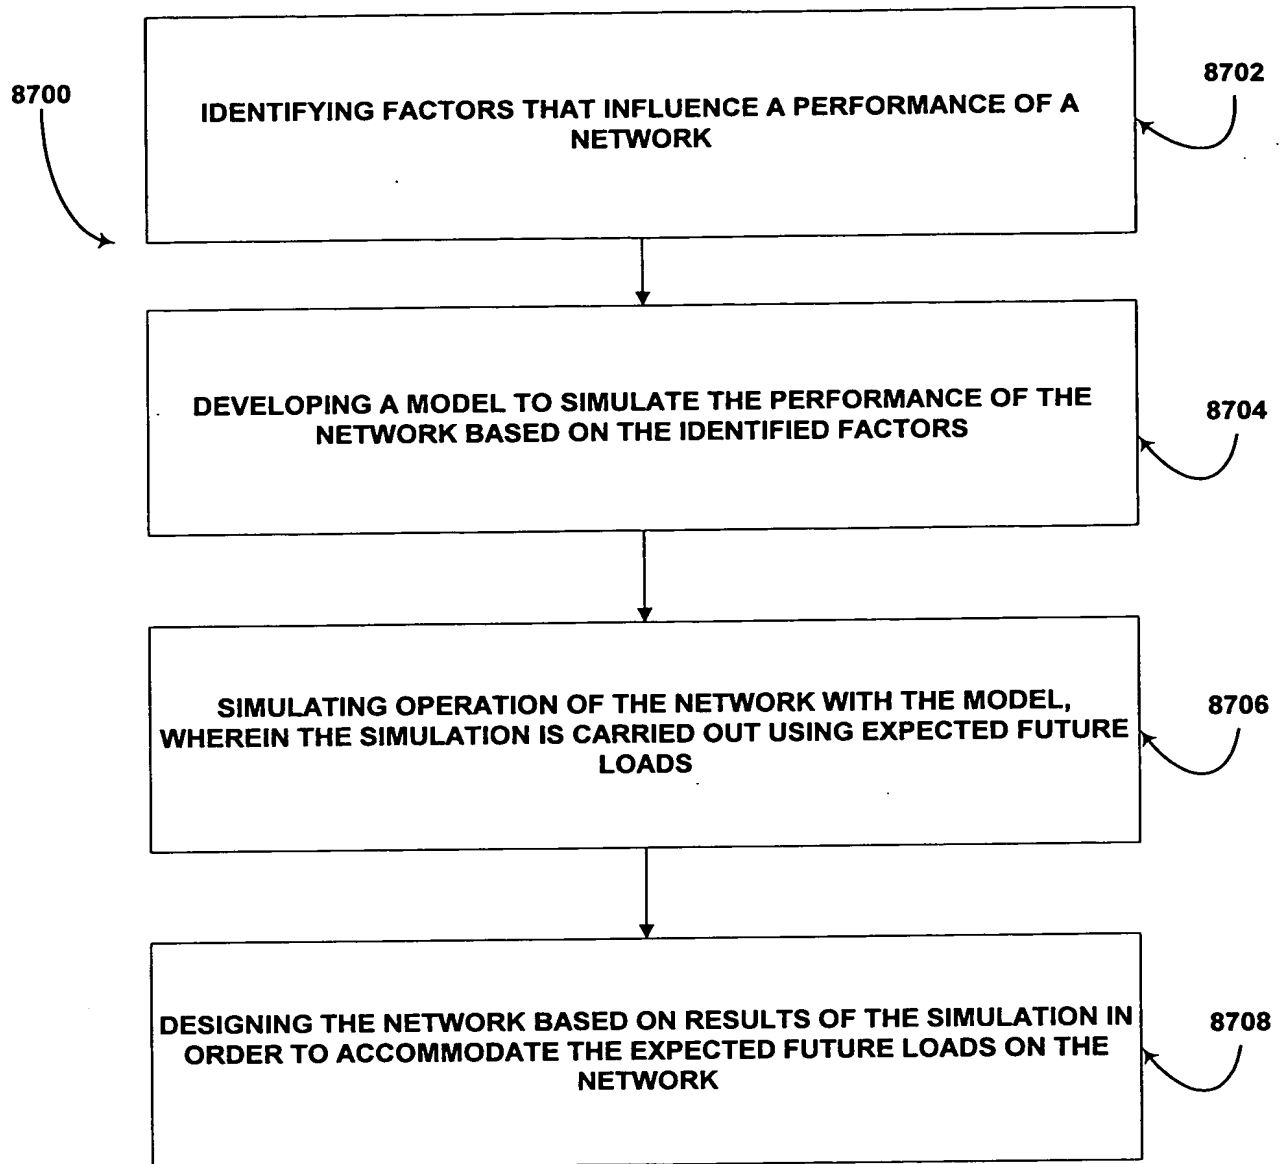 8700
8702
IDENTIFYING FACTORS THAT INFLUENCE A PERFORMANCE OF A
NETWORK
DEVELOPING A MODEL TO SIMULATE THE PERFORMANCE OF THE
NETWORK BASED ON THE IDENTIFIED FACTORS
8704
SIMULATING OPERATION OF THE NETWORK WITH THE MODEL,
WHEREIN THE SIMULATION IS CARRIED OUT USING EXPECTED FUTURE
LOADS
8706
DESIGNING THE NETWORK BASED ON RESULTS OF THE SIMULATION IN
ORDER TO ACCOMMODATE THE EXPECTED FUTURE LOADS ON THE
NETWORK
8708